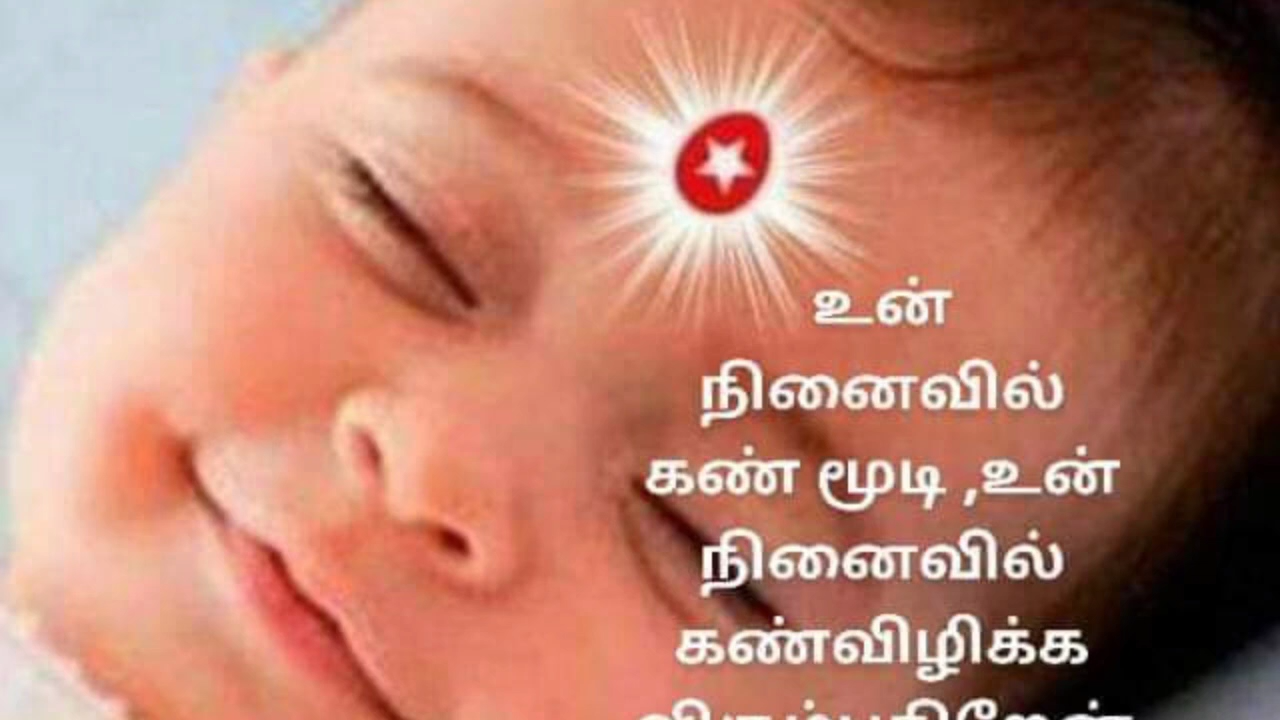 உன்
நினைவில்
கண் மூடி ,உன்
நினைவில்
கண்விழிக்க
விரும்புகிறேன்